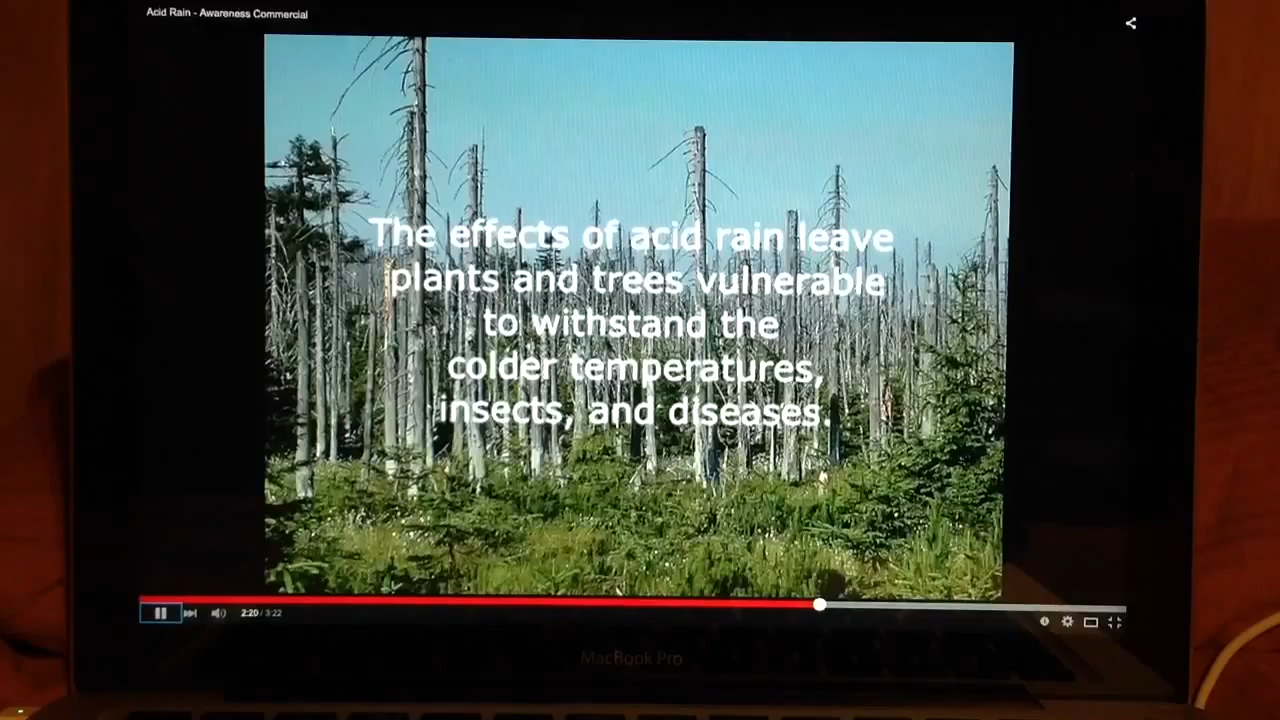 Acid Rain - Awareness Commercial
The effects of acid rain leave
plants and trees vulnerable
to withstand the
colder temperatures,
insects, and diseases.
2:20 / 3:22
MacBook Pro